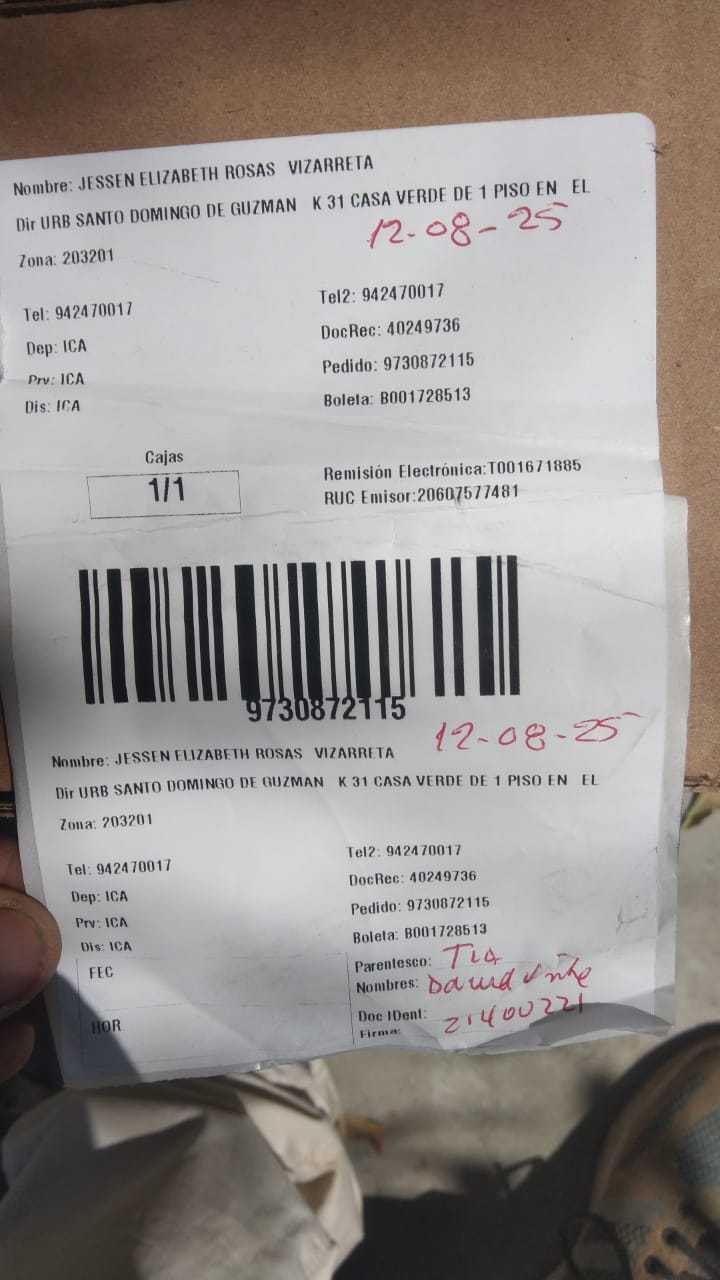 Nombre: JESSEN ELIZABETH ROSAS VIZARRETA
Dir URB SANTO DOMINGO DE GUZMAN K 31 CASA VERDE DE 1 PISO EN EL
12-08-25
Zona: 203201
Tel: 942470017 Tel2: 942470017
Dep: ICA DocRec: 40249736
Prv: ICA Pedido: 9730872115
Dis: ICA Boleta: B001728513
Cajas
1/1
Remisión Electrónica:T001671885
RUC Emisor:20607577481
9730872115
12-08-25
Nombre: JESSEN ELIZABETH ROSAS VIZARRETA
Dir URB SANTO DOMINGO DE GUZMAN K 31 CASA VERDE DE 1 PISO EN EL
Zona: 203201
Tel: 942470017 Tel2: 942470017
Dep: ICA DocRec: 40249736
Prv: ICA Pedido: 9730872115
Dis: ICA Boleta: B001728513
FEC Parentesco:
Nombres: David
HOR Doc IDent: 21400221
Firma: